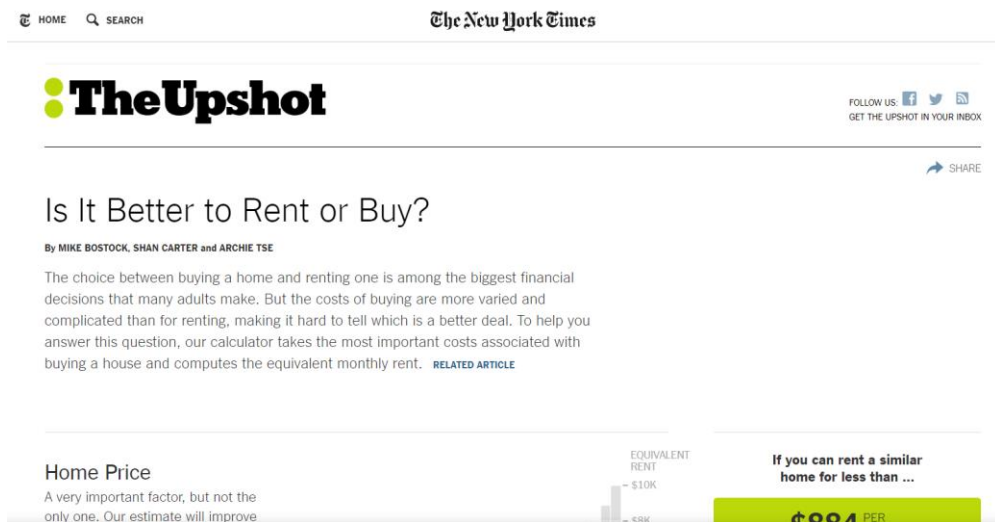 HOME SEARCH The New York Times
The Upshot
FOLLOW US:
GET THE UPSHOT IN YOUR INBOX
SHARE
Is It Better to Rent or Buy?
By MIKE BOSTOCK, SHAN CARTER and ARCHIE TSE
The choice between buying a home and renting one is among the biggest financial
decisions that many adults make. But the costs of buying are more varied and
complicated than for renting, making it hard to tell which is a better deal. To help you
answer this question, our calculator takes the most important costs associated with
buying a house and computes the equivalent monthly rent. RELATED ARTICLE
Home Price
A very important factor, but not the
only one. Our estimate will improve
EQUIVALENT
RENT
$10K
$8K
If you can rent a similar
home for less than ...
$884 PER